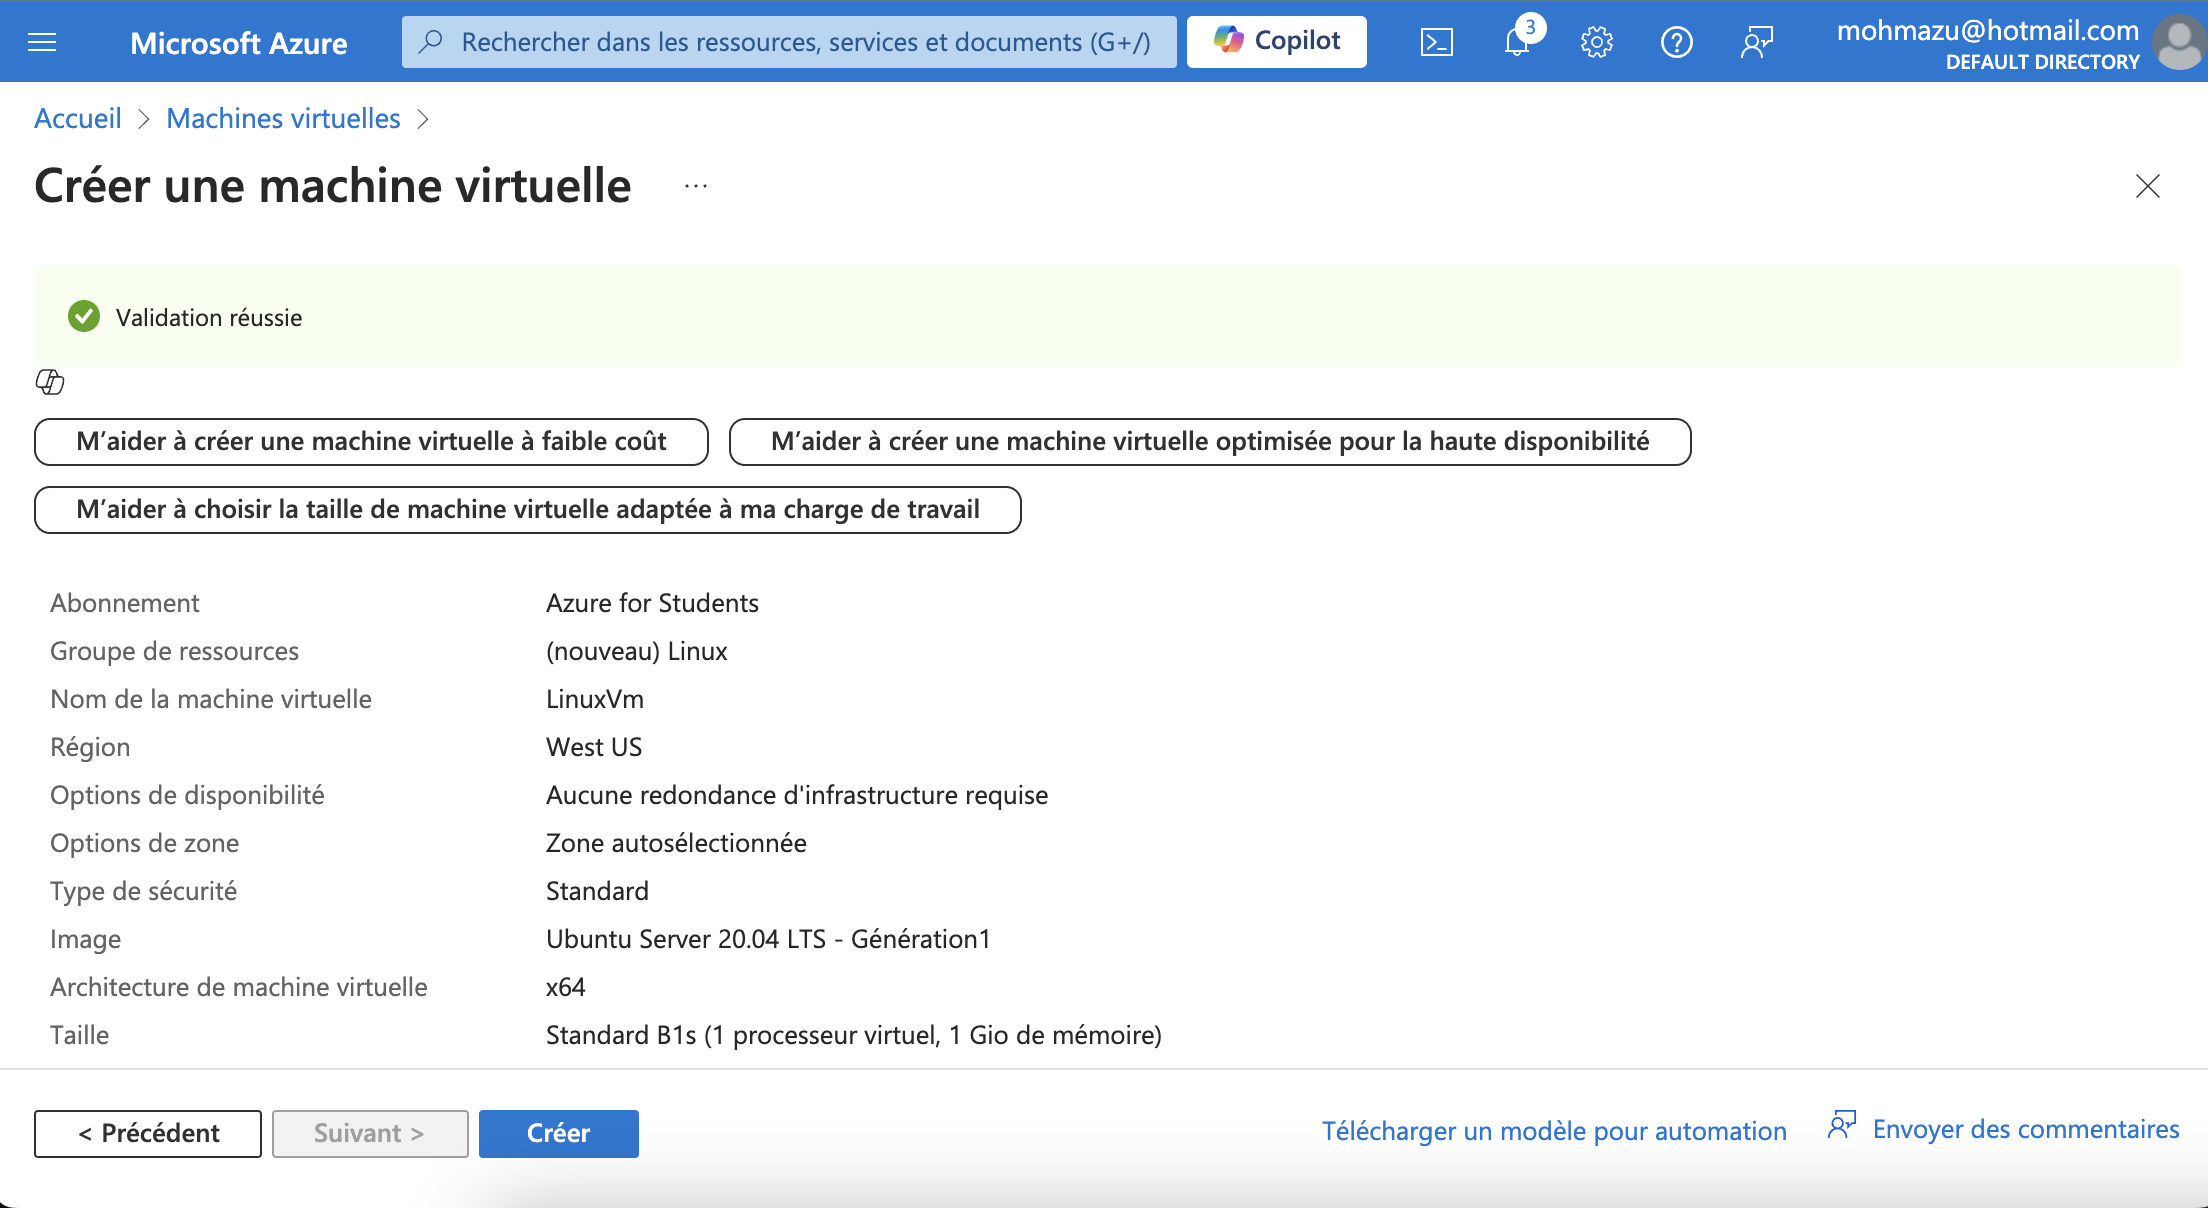 Microsoft Azure
Rechercher dans les ressources, services et documents (G+/)
Copilot
3
mohmazu@hotmail.com
DEFAULT DIRECTORY
Accueil > Machines virtuelles >
Créer une machine virtuelle ...
Validation réussie
M’aider à créer une machine virtuelle à faible coût
M’aider à créer une machine virtuelle optimisée pour la haute disponibilité
M’aider à choisir la taille de machine virtuelle adaptée à ma charge de travail
Abonnement Azure for Students
Groupe de ressources (nouveau) Linux
Nom de la machine virtuelle LinuxVm
Région West US
Options de disponibilité Aucune redondance d'infrastructure requise
Options de zone Zone autosélectionnée
Type de sécurité Standard
Image Ubuntu Server 20.04 LTS - Génération1
Architecture de machine virtuelle x64
Taille Standard B1s (1 processeur virtuel, 1 Gio de mémoire)
< Précédent
Suivant >
Créer
Télécharger un modèle pour automation
Envoyer des commentaires